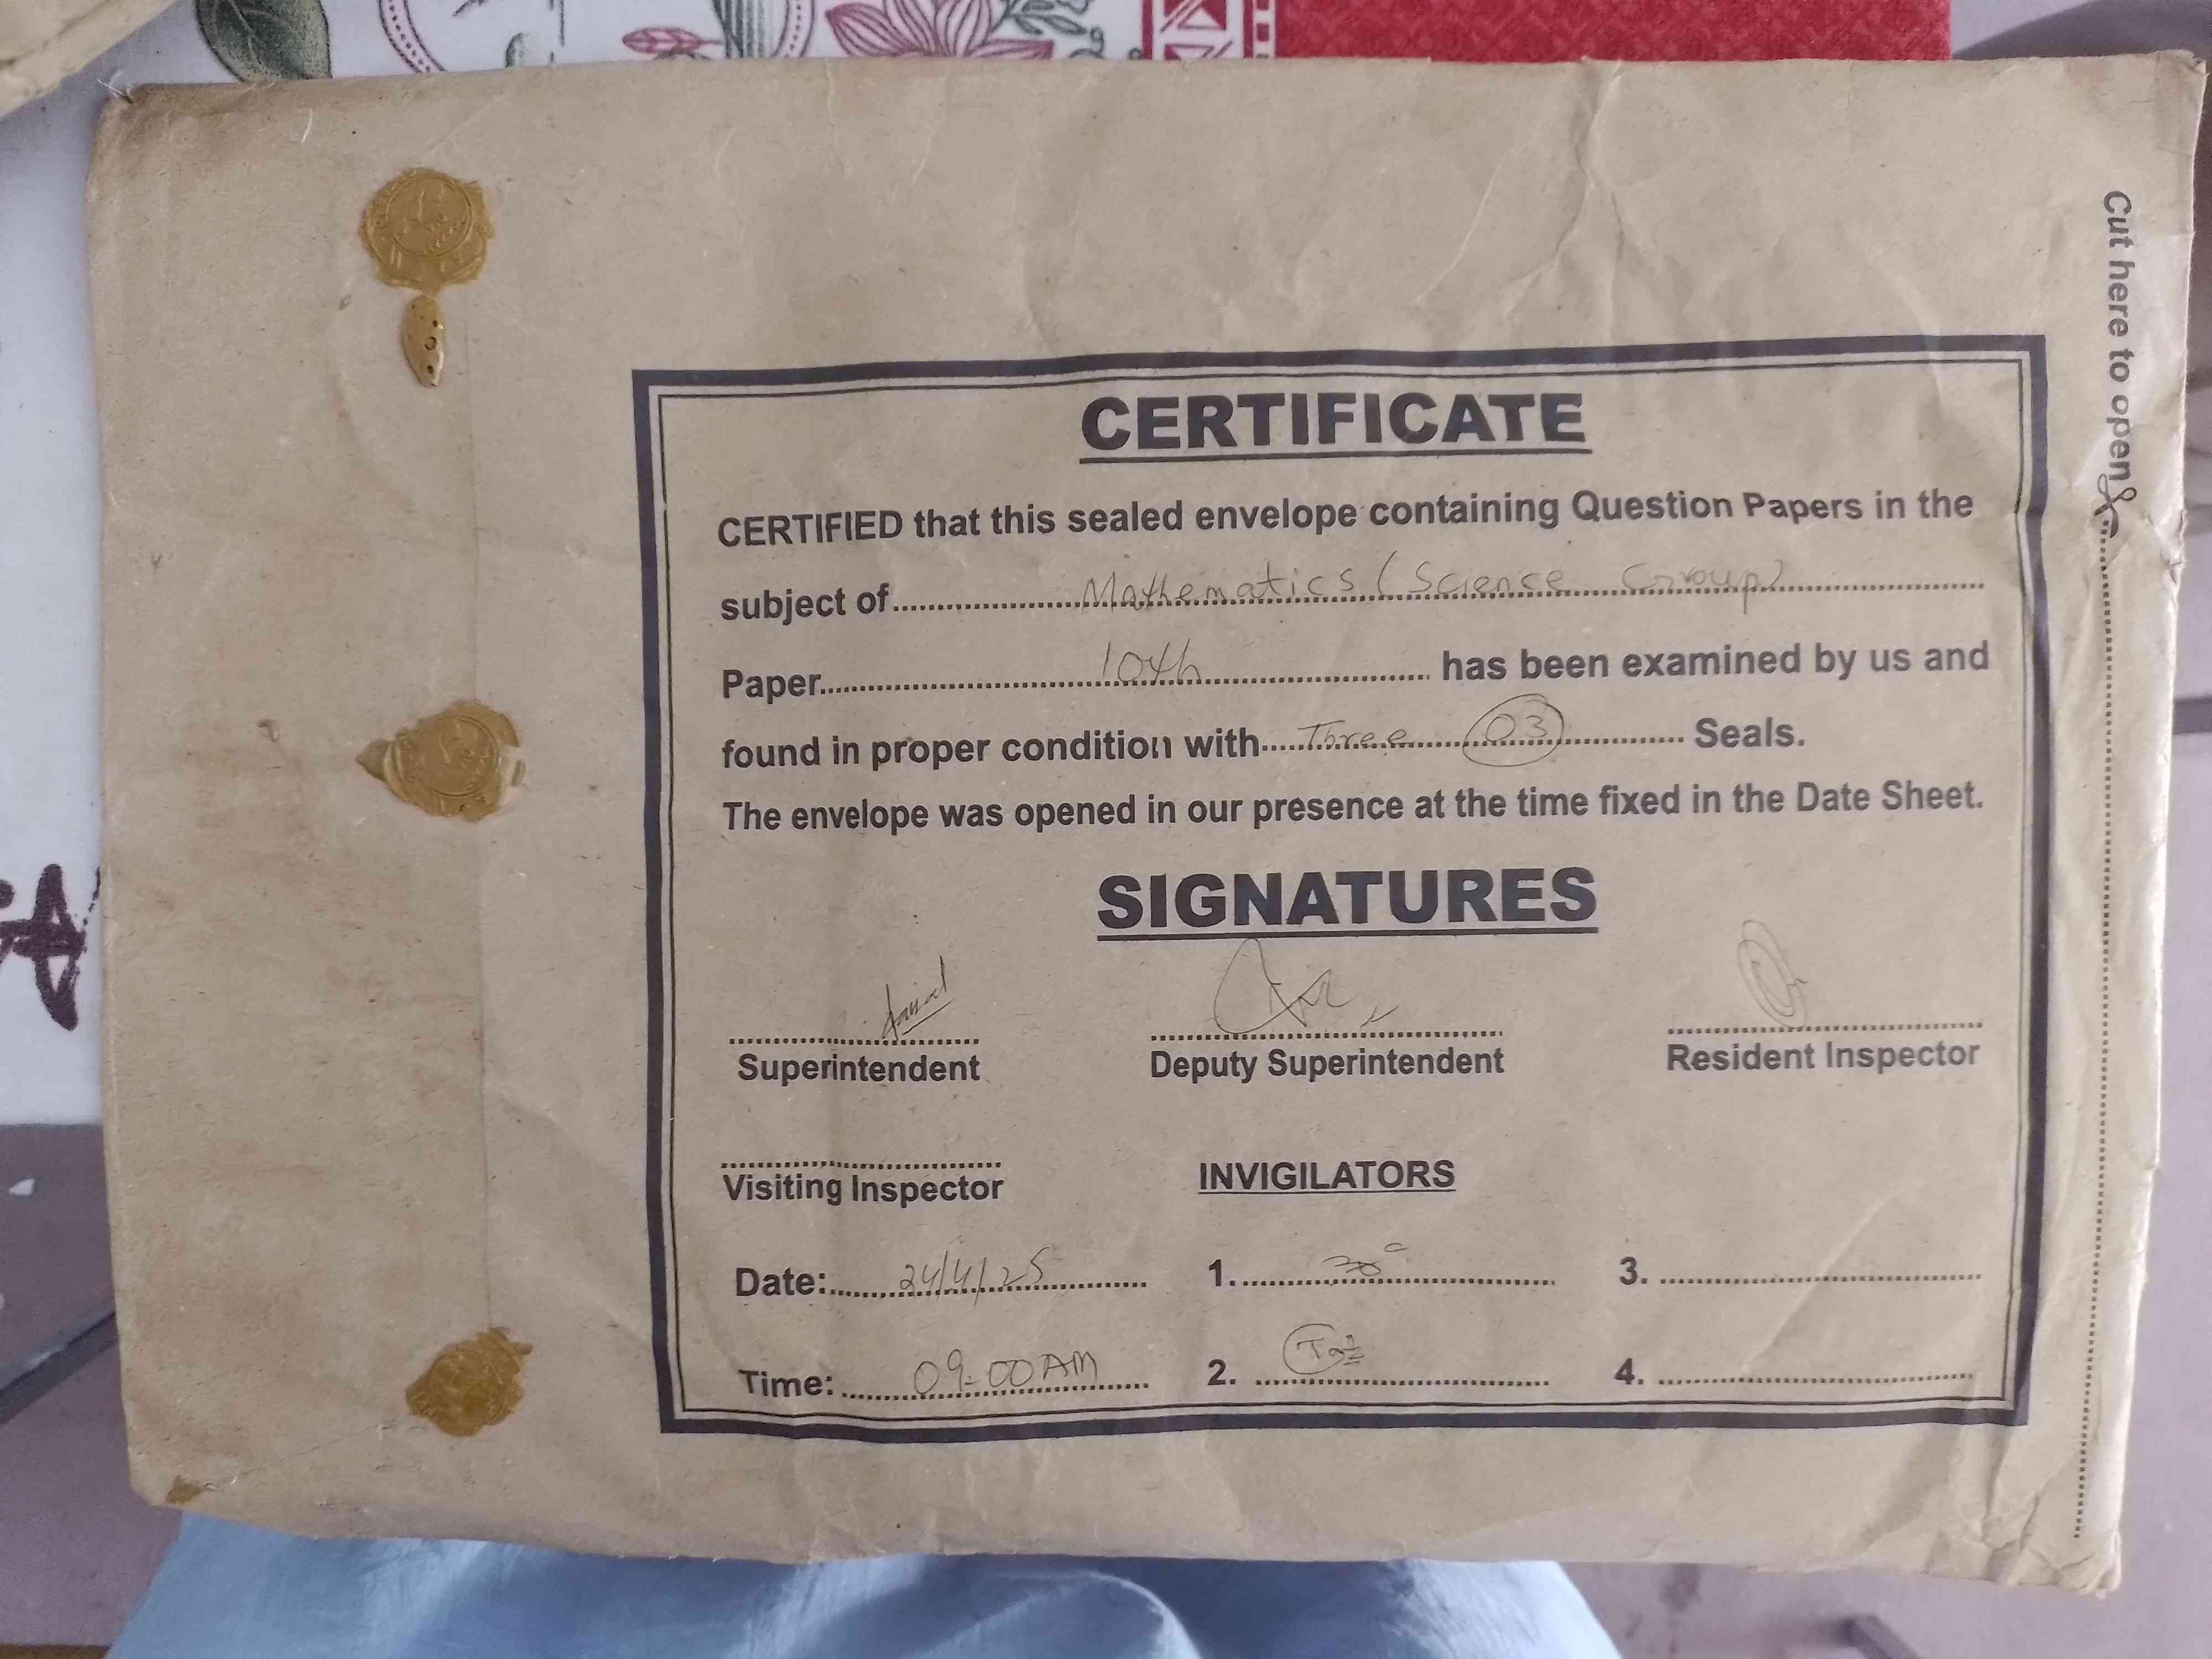 CERTIFICATE
CERTIFIED that this sealed envelope containing Question Papers in the
subject of Mathematics (Science Group)
Paper 10th has been examined by us and
found in proper condition with Three 03 Seals.
The envelope was opened in our presence at the time fixed in the Date Sheet.
SIGNATURES
Superintendent
Deputy Superintendent
Resident Inspector
Visiting Inspector
INVIGILATORS
Date: 24/4/25
1.
3.
Time: 09:00 AM
2.
4.
Cut here to open